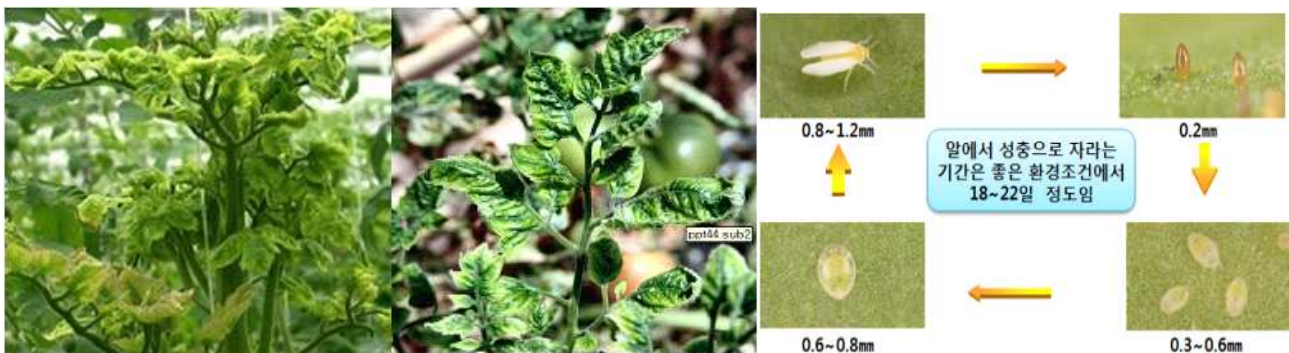 0.8~1.2㎜
0.2㎜
알에서 성충으로 자라는
기간은 좋은 환경조건에서
18~22일 정도임
ppt44 sub2
0.6~0.8㎜
0.3~0.6㎜